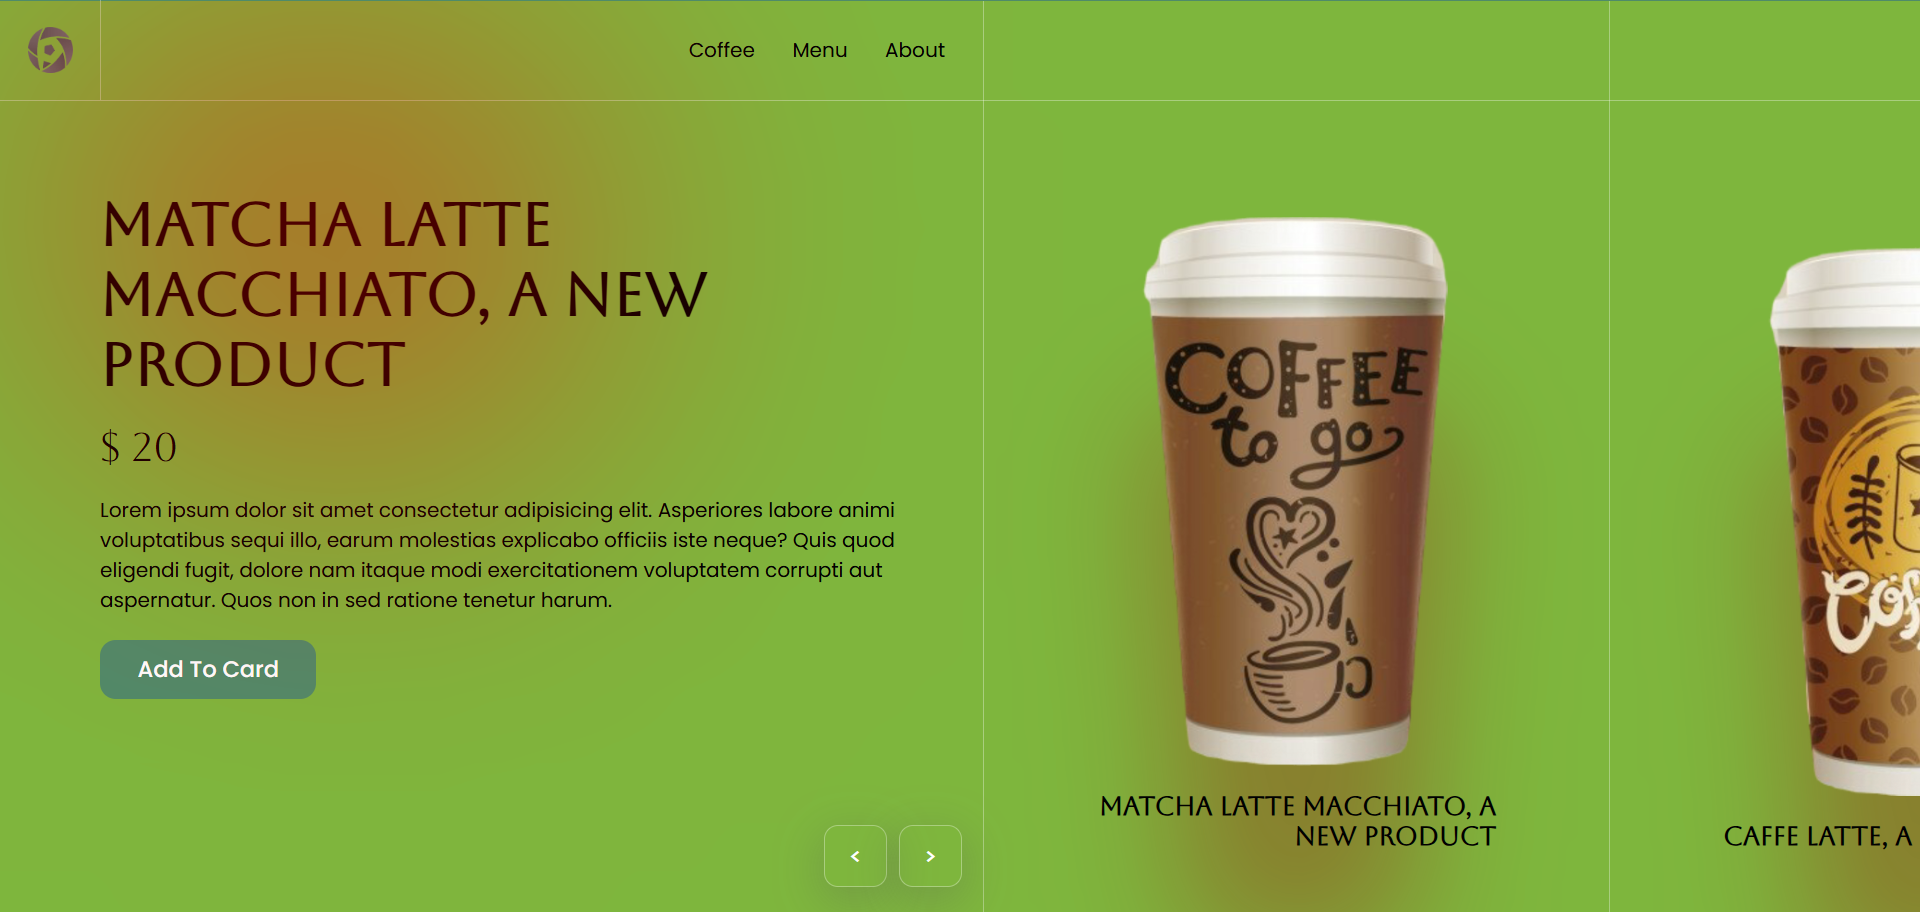 Coffee Menu About
MATCHA LATTE
MACCHIATO, A NEW
PRODUCT
$ 20
Lorem ipsum dolor sit amet consectetur adipisicing elit. Asperiores labore animi
voluptatibus sequi illo, earum molestias explicabo officiis iste neque? Quis quod
eligendi fugit, dolore nam itaque modi exercitationem voluptatem corrupti aut
aspernatur. Quos non in sed ratione tenetur harum.
Add To Card
< >
COFFEE
to go
MATCHA LATTE MACCHIATO, A
NEW PRODUCT
CAFFE LATTE, A